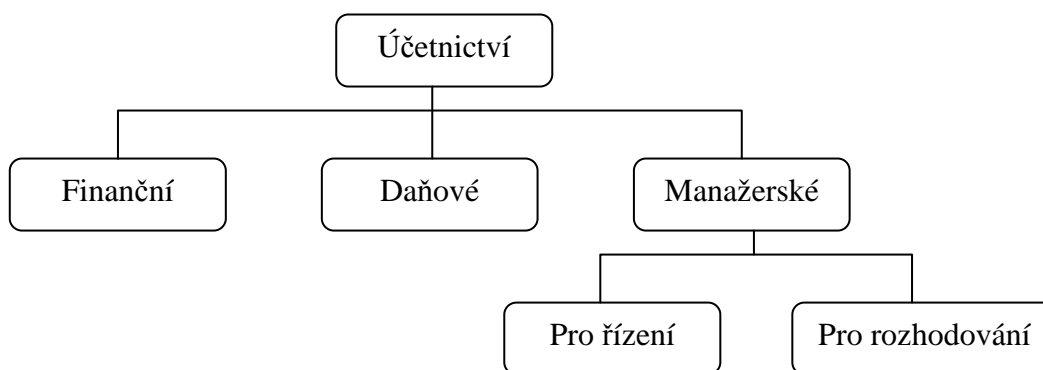 Účetnictví
Finanční
Daňové
Manažerské
Pro řízení
Pro rozhodování